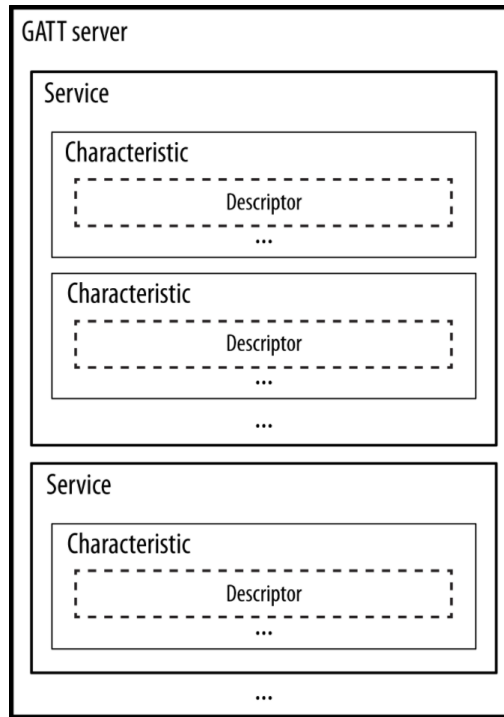 GATT server
Service
Characteristic
Descriptor
...
Characteristic
Descriptor
...
...
Service
Characteristic
Descriptor
...
...